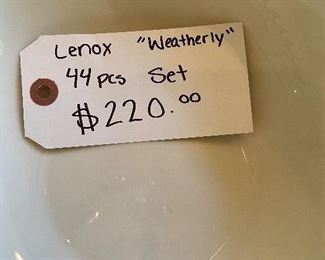 Lenox "Weatherly"
44 pcs Set
$220.00